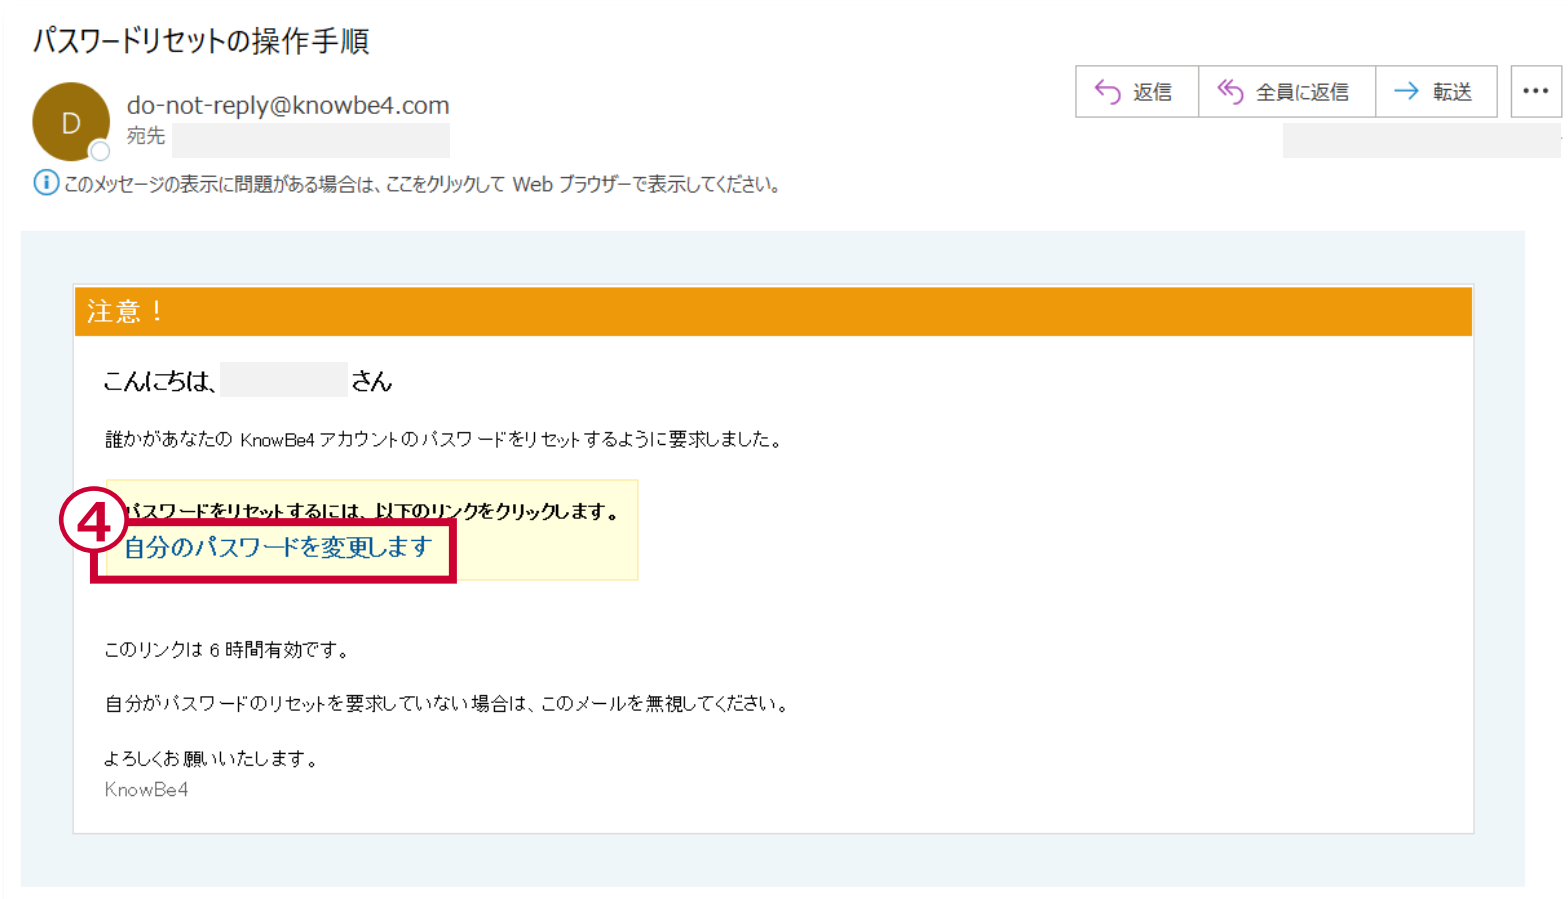 パスワードリセットの操作手順
D
do-not-reply@knowbe4.com
宛先
返信
全員に返信
転送
このメッセージの表示に問題がある場合は、ここをクリックして Web ブラウザーで表示してください。
注意！
こんにちは、 さん
誰かがあなたの KnowBe4 アカウントのパスワードをリセットするように要求しました。
④
パスワードをリセットするには、以下のリンクをクリックします。
自分のパスワードを変更します
このリンクは 6 時間有効です。
自分がパスワードのリセットを要求していない場合は、このメールを無視してください。
よろしくお願いいたします。
KnowBe4